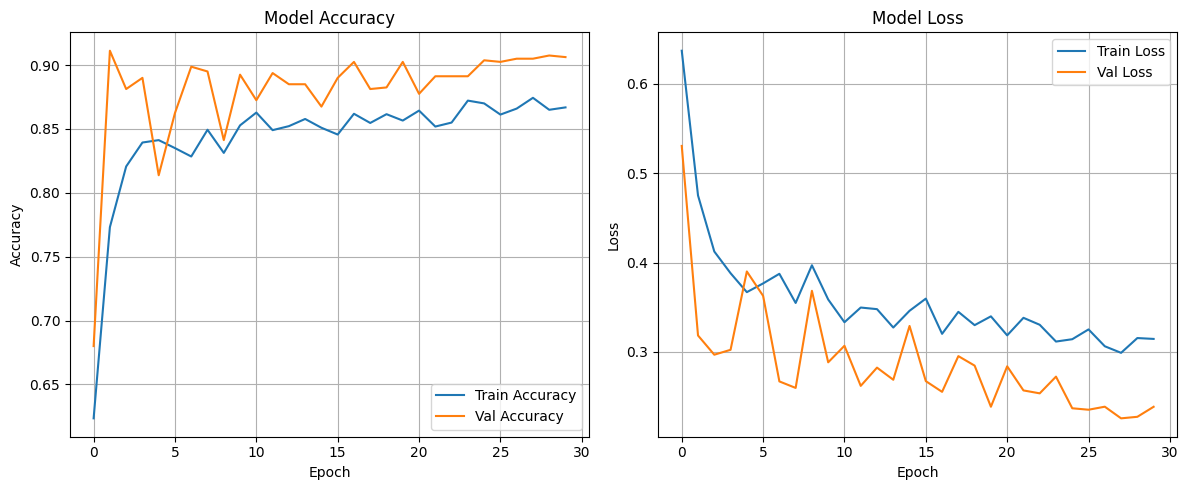 Model Accuracy
0.90
0.85
0.80
0.75
0.70
0.65
Accuracy
0
5
10
15
20
25
30
Epoch
Train Accuracy
Val Accuracy
Model Loss
0.6
0.5
0.4
0.3
Loss
0
5
10
15
20
25
30
Epoch
Train Loss
Val Loss